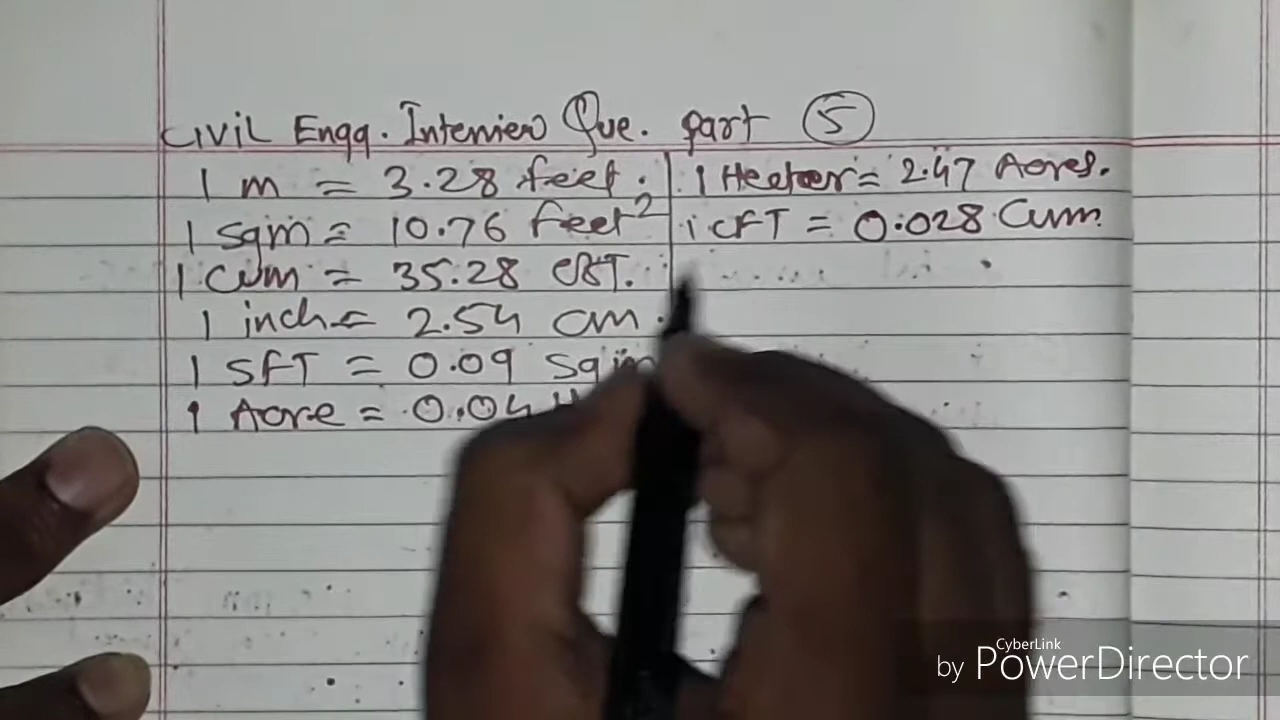 Civil Engg. Interview Que. part 5
1 m = 3.28 feet.
1 sqm = 10.76 feet²
1 Cum = 35.28 CFT.
1 inch = 2.54 cm.
1 SFT = 0.09 sqm
1 Acre = 0.04 H
1 Hecter = 2.47 Acres.
1 CFT = 0.028 Cum.
CyberLink
by PowerDirector